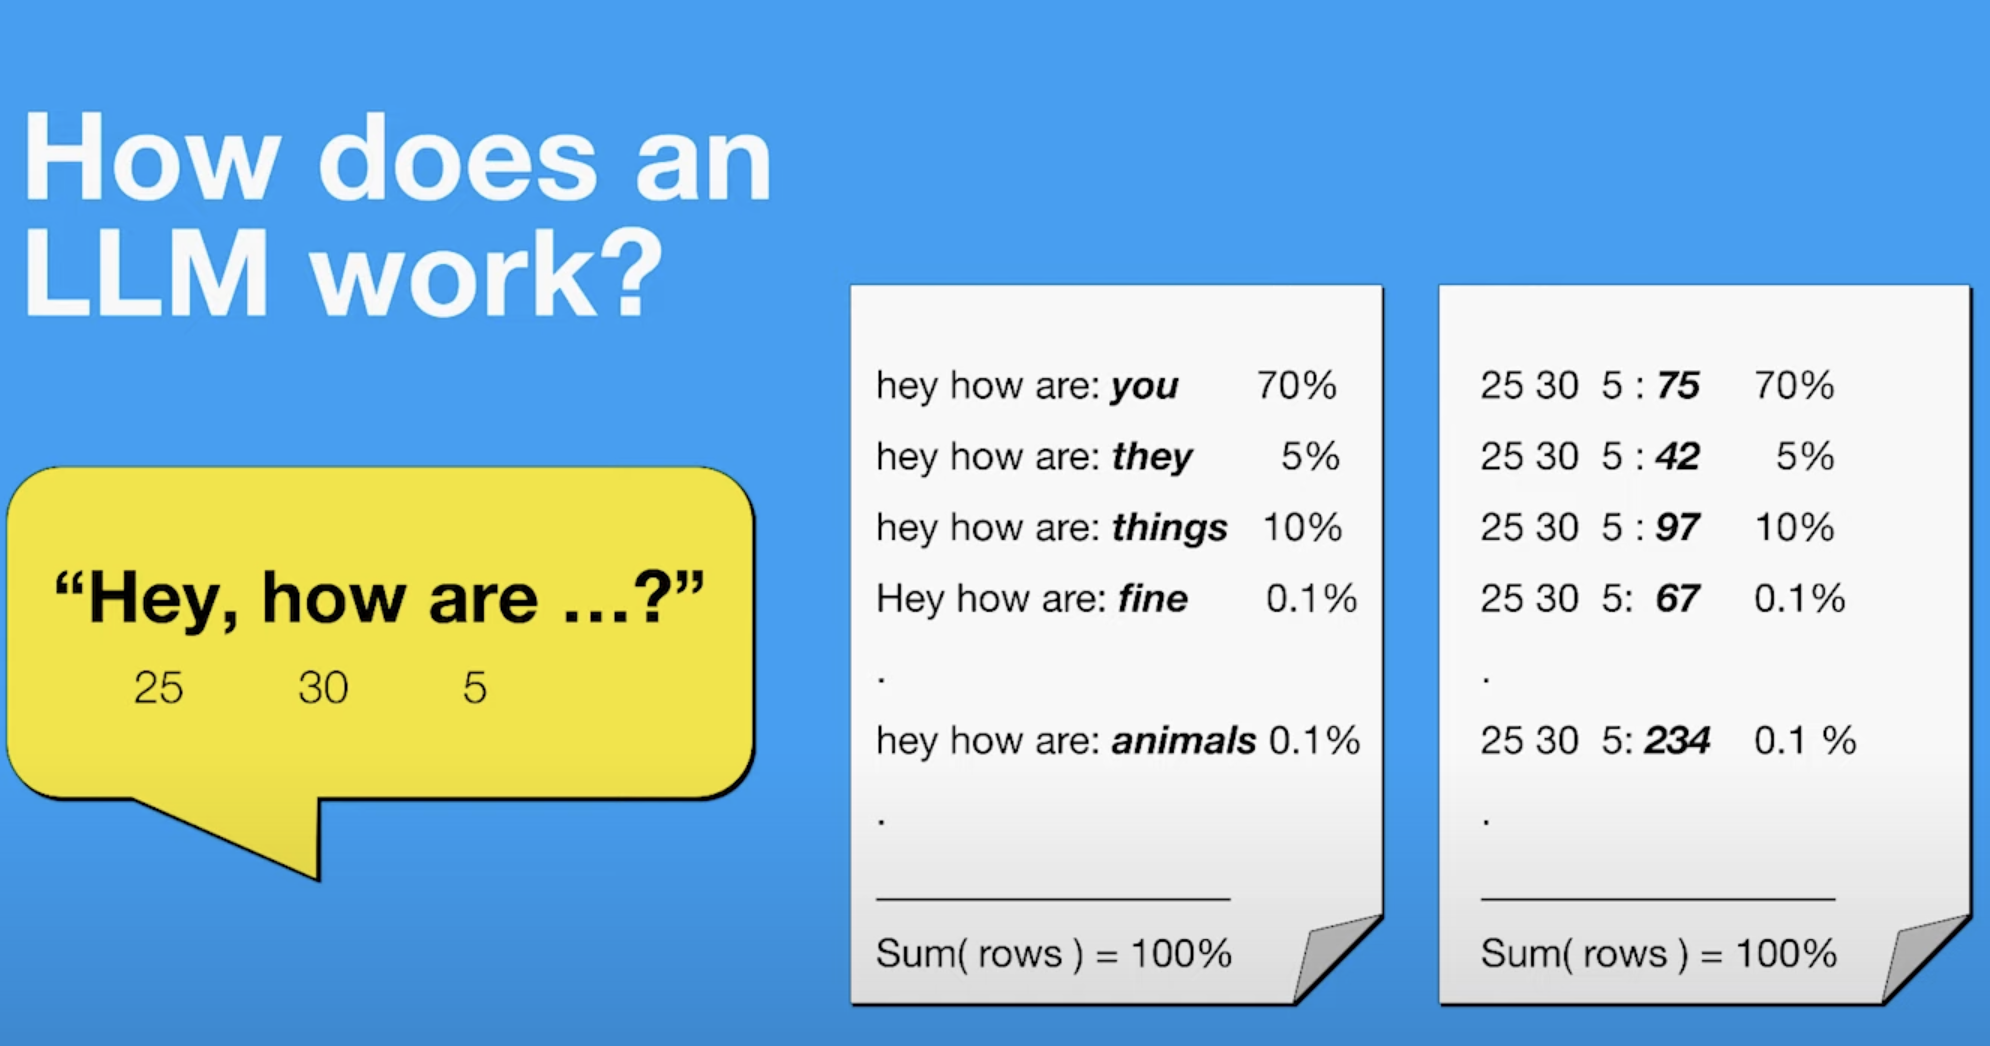 How does an
LLM work?
“Hey, how are ...?”
25 30 5
hey how are: you 70%
hey how are: they 5%
hey how are: things 10%
Hey how are: fine 0.1%
.
hey how are: animals 0.1%
.
Sum( rows ) = 100%
25 30 5 : 75 70%
25 30 5 : 42 5%
25 30 5 : 97 10%
25 30 5: 67 0.1%
.
25 30 5: 234 0.1 %
.
Sum( rows ) = 100%